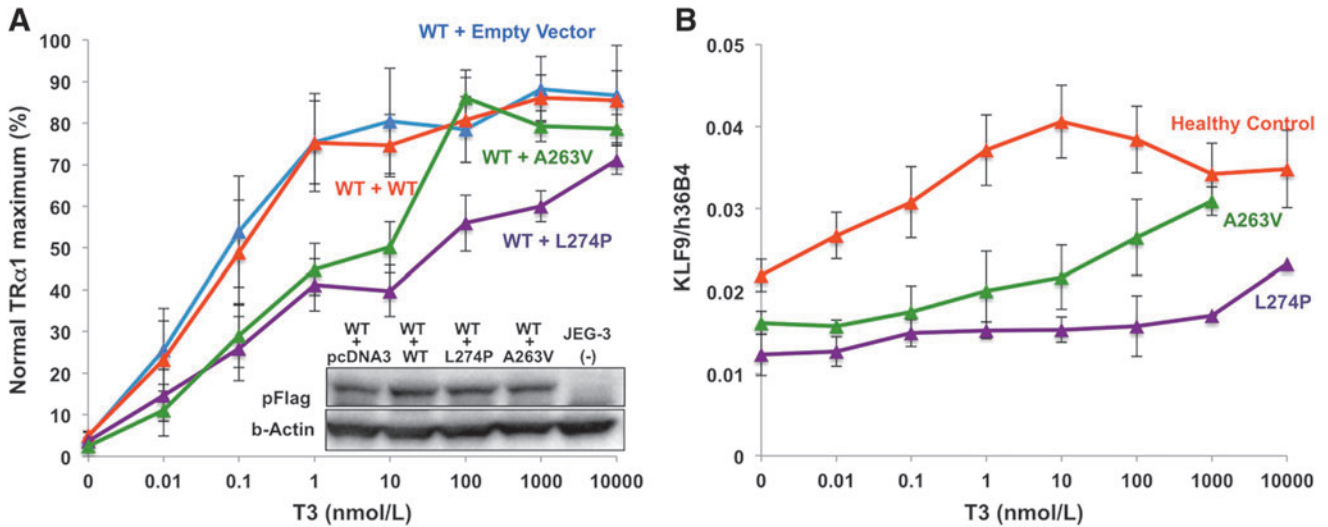 A
Normal TRα1 maximum (%)
100
90
80
70
60
50
40
30
20
10
0
0 0.01 0.1 1 10 100 1000 10000
T3 (nmol/L)
WT + Empty Vector
WT + A263V
WT + WT
WT + L274P
WT + pcDNA3
WT + WT
WT + L274P
WT + A263V
JEG-3 (-)
pFlag
b-Actin
B
KLF9/h36B4
0.05
0.04
0.03
0.02
0.01
0
0 0.01 0.1 1 10 100 1000 10000
T3 (nmol/L)
Healthy Control
A263V
L274P